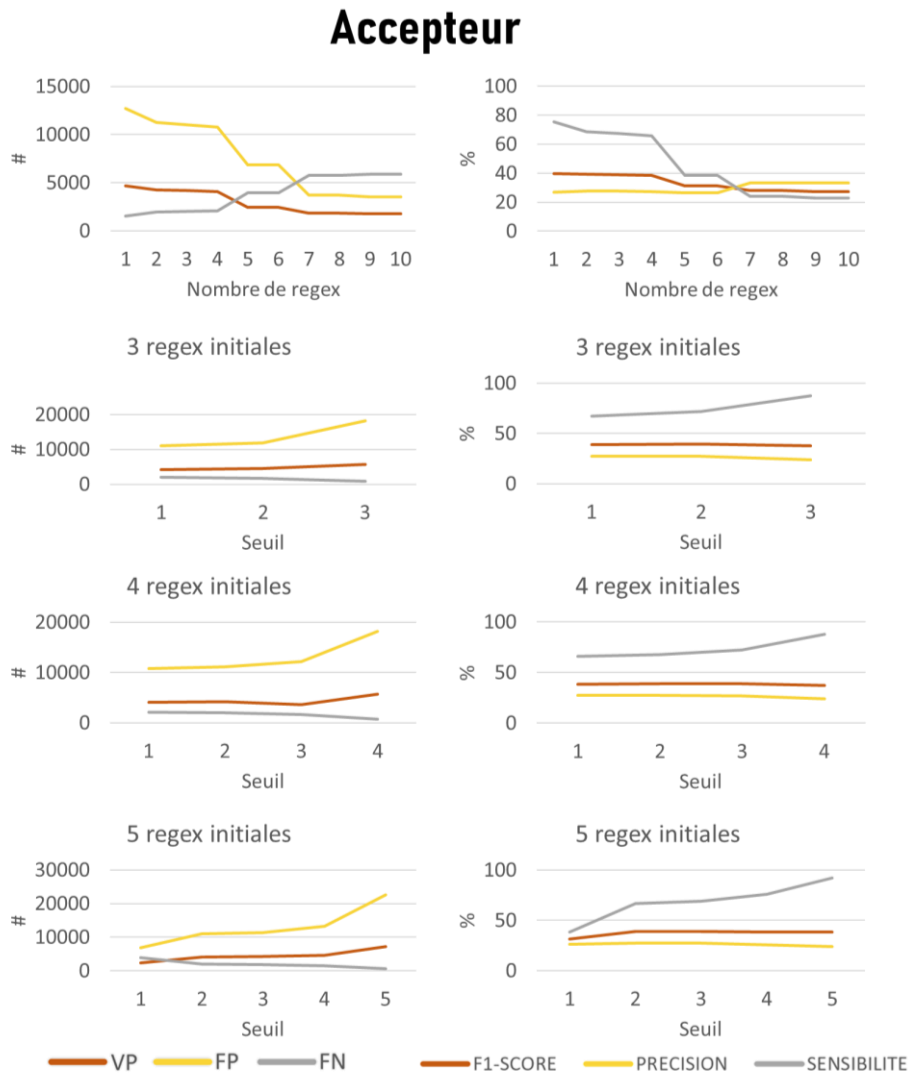 Accepteur
15000
10000
5000
0
#
1 2 3 4 5 6 7 8 9 10
Nombre de regex
100
80
60
40
20
0
%
1 2 3 4 5 6 7 8 9 10
Nombre de regex
3 regex initiales
20000
10000
0
#
1 2 3
Seuil
3 regex initiales
100
50
0
%
1 2 3
Seuil
4 regex initiales
20000
10000
0
#
1 2 3 4
Seuil
4 regex initiales
100
50
0
%
1 2 3 4
Seuil
5 regex initiales
30000
20000
10000
0
#
1 2 3 4 5
Seuil
5 regex initiales
100
50
0
%
1 2 3 4 5
Seuil
VP FP FN
F1-SCORE PRECISION SENSIBILITE